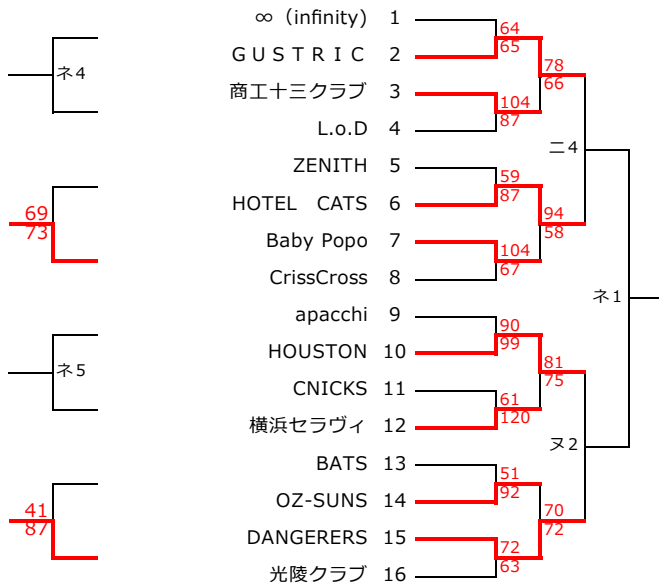 ∞（infinity) 1
ＧＵＳＴＲＩＣ 2
商工十三クラブ 3
L.o.D 4
ZENITH 5
HOTEL　CATS 6
Baby Popo 7
CrissCross 8
apacchi 9
HOUSTON 10
CNICKS 11
横浜セラヴィ 12
BATS 13
OZ-SUNS 14
DANGERERS 15
光陵クラブ 16
ネ4
69
73
ネ5
41
87
64
65
104
87
59
87
104
67
90
99
61
120
51
92
72
63
78
66
94
58
81
75
70
72
ニ4
ヌ2
ネ1